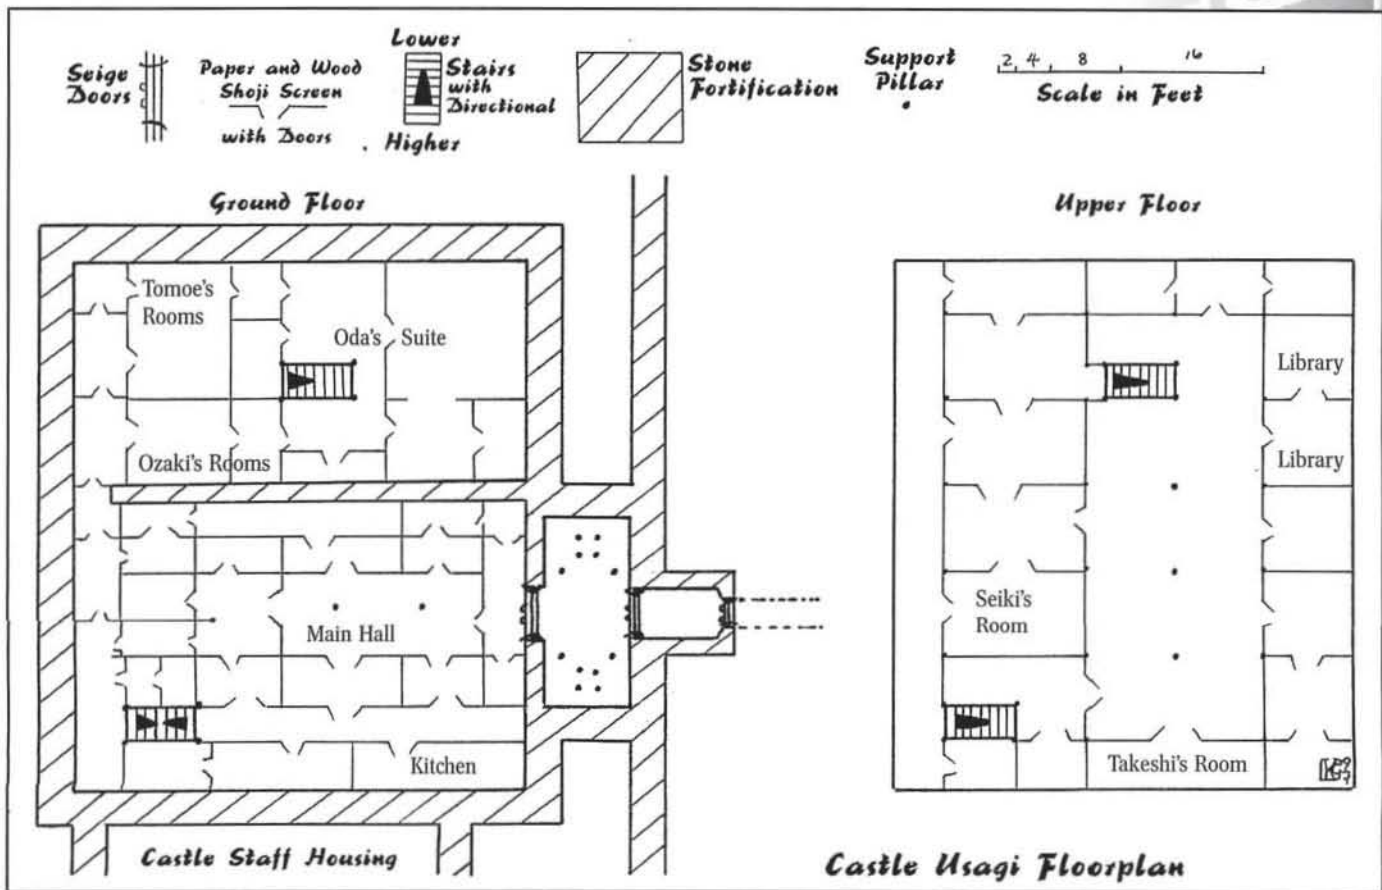 Seige
Doors
Paper and Wood
Shoji Screen
with Doors
Lower
Stairs
with
Directional
Higher
Stone
Fortification
Support
Pillar
2 4 8 16
Scale in Feet
Ground Floor
Upper Floor
Tomoe's
Rooms
Oda's Suite
Ozaki's Rooms
Main Hall
Kitchen
Library
Library
Seiki's
Room
Takeshi's Room
Castle Staff Housing
Castle Usagi Floorplan